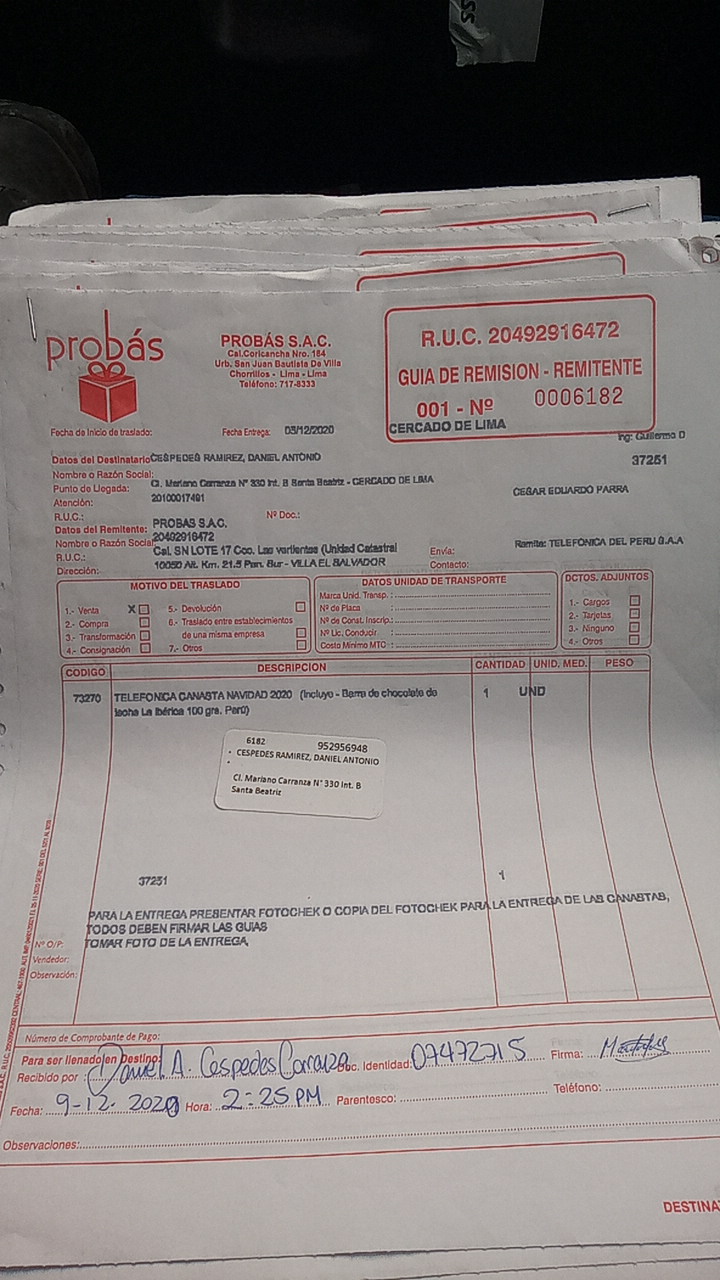 probás
PROBÁS S.A.C.
Cal.Coricancha Nro. 184
Urb. San Juan Bautista De Villa
Chorrillos - Lima - Lima
Teléfono: 717-8333
R.U.C. 20492916472
GUIA DE REMISION - REMITENTE
001 - Nº 0006182
CERCADO DE LIMA
Fecha de Inicio de traslado:
Fecha Entrega: 03/12/2020
Ing: Guillermo D
37251
Datos del Destinatario CESPEDES RAMIREZ, DANIEL ANTONIO
Nombre o Razón Social:
Punto de Llegada: Cl. Mariano Carranza Nº 330 Int. B Santa Beatriz - CERCADO DE LIMA
Atención: 20100017491
CESAR EDUARDO PARRA
R.U.C.:
Nº Doc.:
Datos del Remitente: PROBAS S.A.C.
Nombre o Razón Social: 20492916472
R.U.C.: Cal. SN LOTE 17 Coo. Las vertientes (Unidad Catastral
Dirección: 10050 Alt. Km. 21.5 Pan. Sur - VILLA EL SALVADOR
Envía:
Contacto:
Remite: TELEFONICA DEL PERU S.A.A
MOTIVO DEL TRASLADO
1.- Venta X
2.- Compra
3.- Transformación
4.- Consignación
5.- Devolución
6.- Traslado entre establecimientos
de una misma empresa
7.- Otros
DATOS UNIDAD DE TRANSPORTE
Marca Unid. Transp. :
Nº de Placa :
Nº de Const. Inscrip.:
Nº Lic. Conducir :
Costo Minimo MTC :
DCTOS. ADJUNTOS
1.- Cargos
2.- Tarjetas
3.- Ninguno
4.- Otros
CODIGO DESCRIPCION CANTIDAD UNID. MED. PESO
73270 TELEFONICA CANASTA NAVIDAD 2020 (Incluye - Barra de chocolate de 1 UND
leche La Ibérica 100 gra. Perú)
6182 952956948
CESPEDES RAMIREZ, DANIEL ANTONIO
Cl. Mariano Carranza N° 330 Int. B
Santa Beatriz
37251 1
PARA LA ENTREGA PRESENTAR FOTOCHEK O COPIA DEL FOTOCHEK PARA LA ENTREGA DE LAS CANASTAS,
TODOS DEBEN FIRMAR LAS GUIAS
TOMAR FOTO DE LA ENTREGA,
Nº O/P:
Vendedor:
Observación:
Número de Comprobante de Pago:
Para ser llenado en Destino:
Recibido por Daniel A. Cespedes Carranza Doc. Identidad: 07472715 Firma:
Fecha: 9-12-2020 Hora: 2:25 PM Parentesco: Teléfono:
Observaciones: